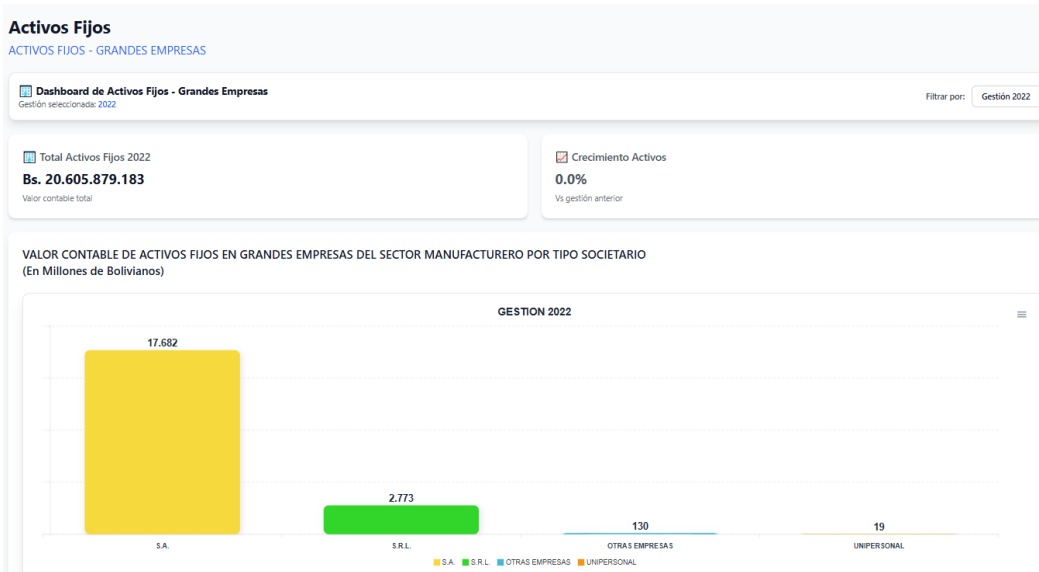 Activos Fijos
ACTIVOS FIJOS - GRANDES EMPRESAS
Dashboard de Activos Fijos - Grandes Empresas
Gestión seleccionada: 2022
Filtrar por:
Gestión 2022
Total Activos Fijos 2022
Bs. 20.605.879.183
Valor contable total
Crecimiento Activos
0.0%
Vs gestión anterior
VALOR CONTABLE DE ACTIVOS FIJOS EN GRANDES EMPRESAS DEL SECTOR MANUFACTURERO POR TIPO SOCIETARIO
(En Millones de Bolivianos)
GESTION 2022
17.682
2.773
130
19
S.A.
S.R.L.
OTRAS EMPRESAS
UNIPERSONAL
S.A. S.R.L. OTRAS EMPRESAS UNIPERSONAL